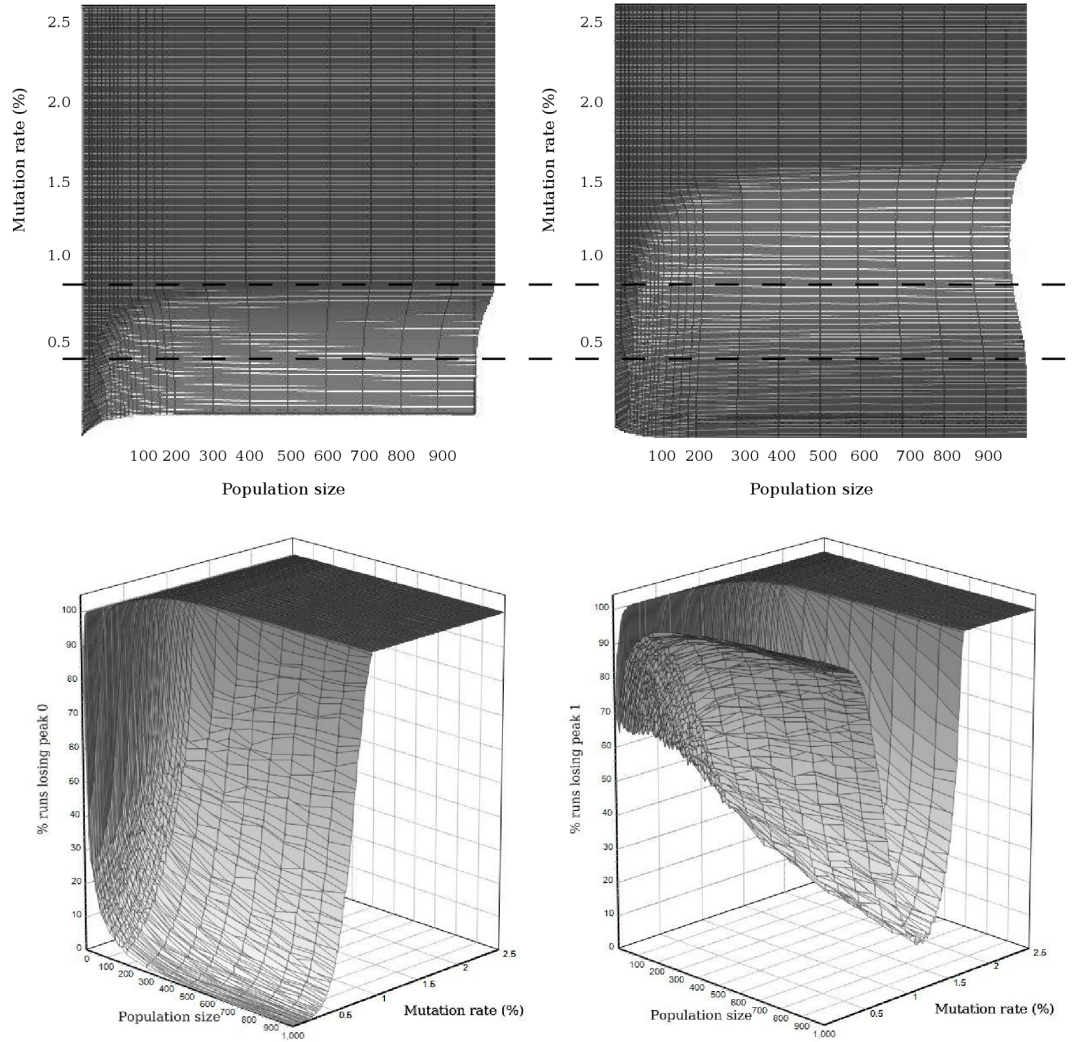 2.5
2.0
1.5
1.0
0.5
Mutation rate (%)
100 200 300 400 500 600 700 800 900
Population size
2.5
2.0
1.5
1.0
0.5
Mutation rate (%)
100 200 300 400 500 600 700 800 900
Population size
100
90
80
70
60
50
40
30
20
10
0
% runs losing peak 0
0 100 200 300 400 500 600 700 800 900 1,000
Population size
0.5 1 1.5 2 2.5
Mutation rate (%)
100
90
80
70
60
50
40
30
20
10
0
% runs losing peak 1
100 200 300 400 500 600 700 800 900 1,000
Population size
0.5 1 1.5 2 2.5
Mutation rate (%)